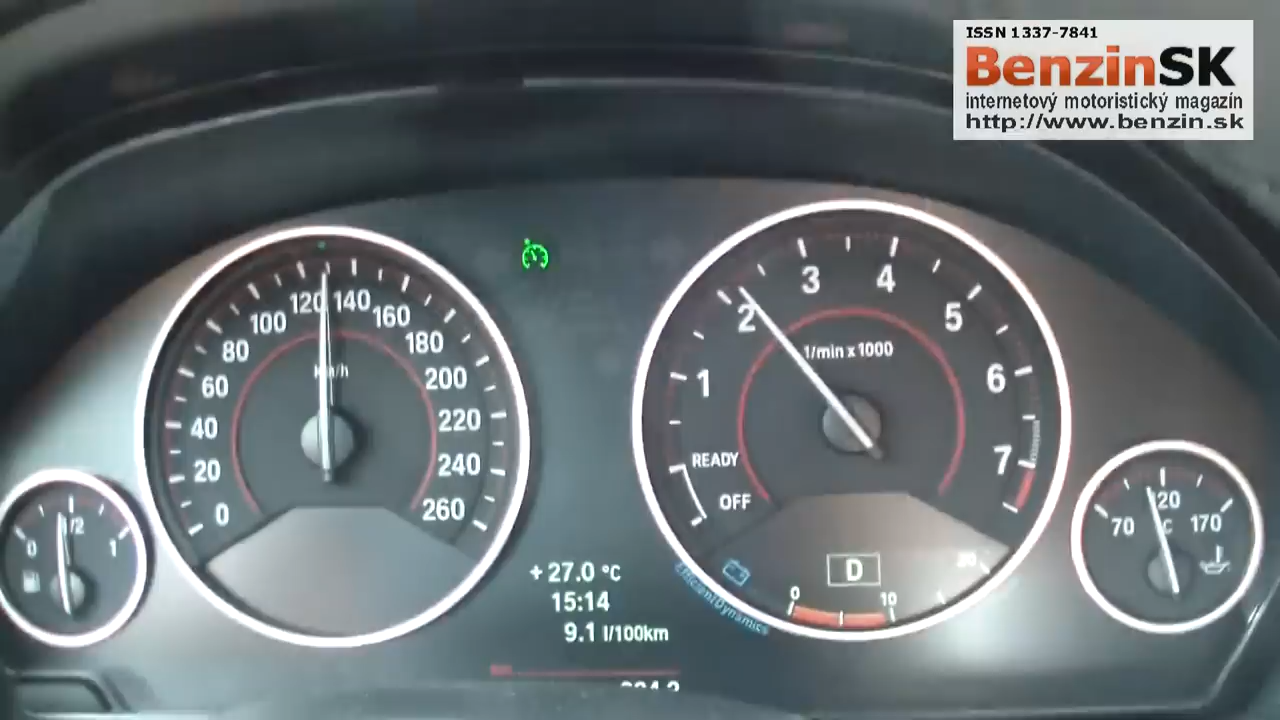 ISSN 1337-7841
BenzinSK
internetový motoristický magazín
http://www.benzin.sk
0
20
40
60
80
100
120
140
160
180
200
220
240
260
km/h
OFF
READY
1
2
3
4
5
6
7
1/min x 1000
0
1/2
1
70
120
170
°C
+27.0 °C
15:14
9.1 l/100km
D
0
10
EfficientDynamics